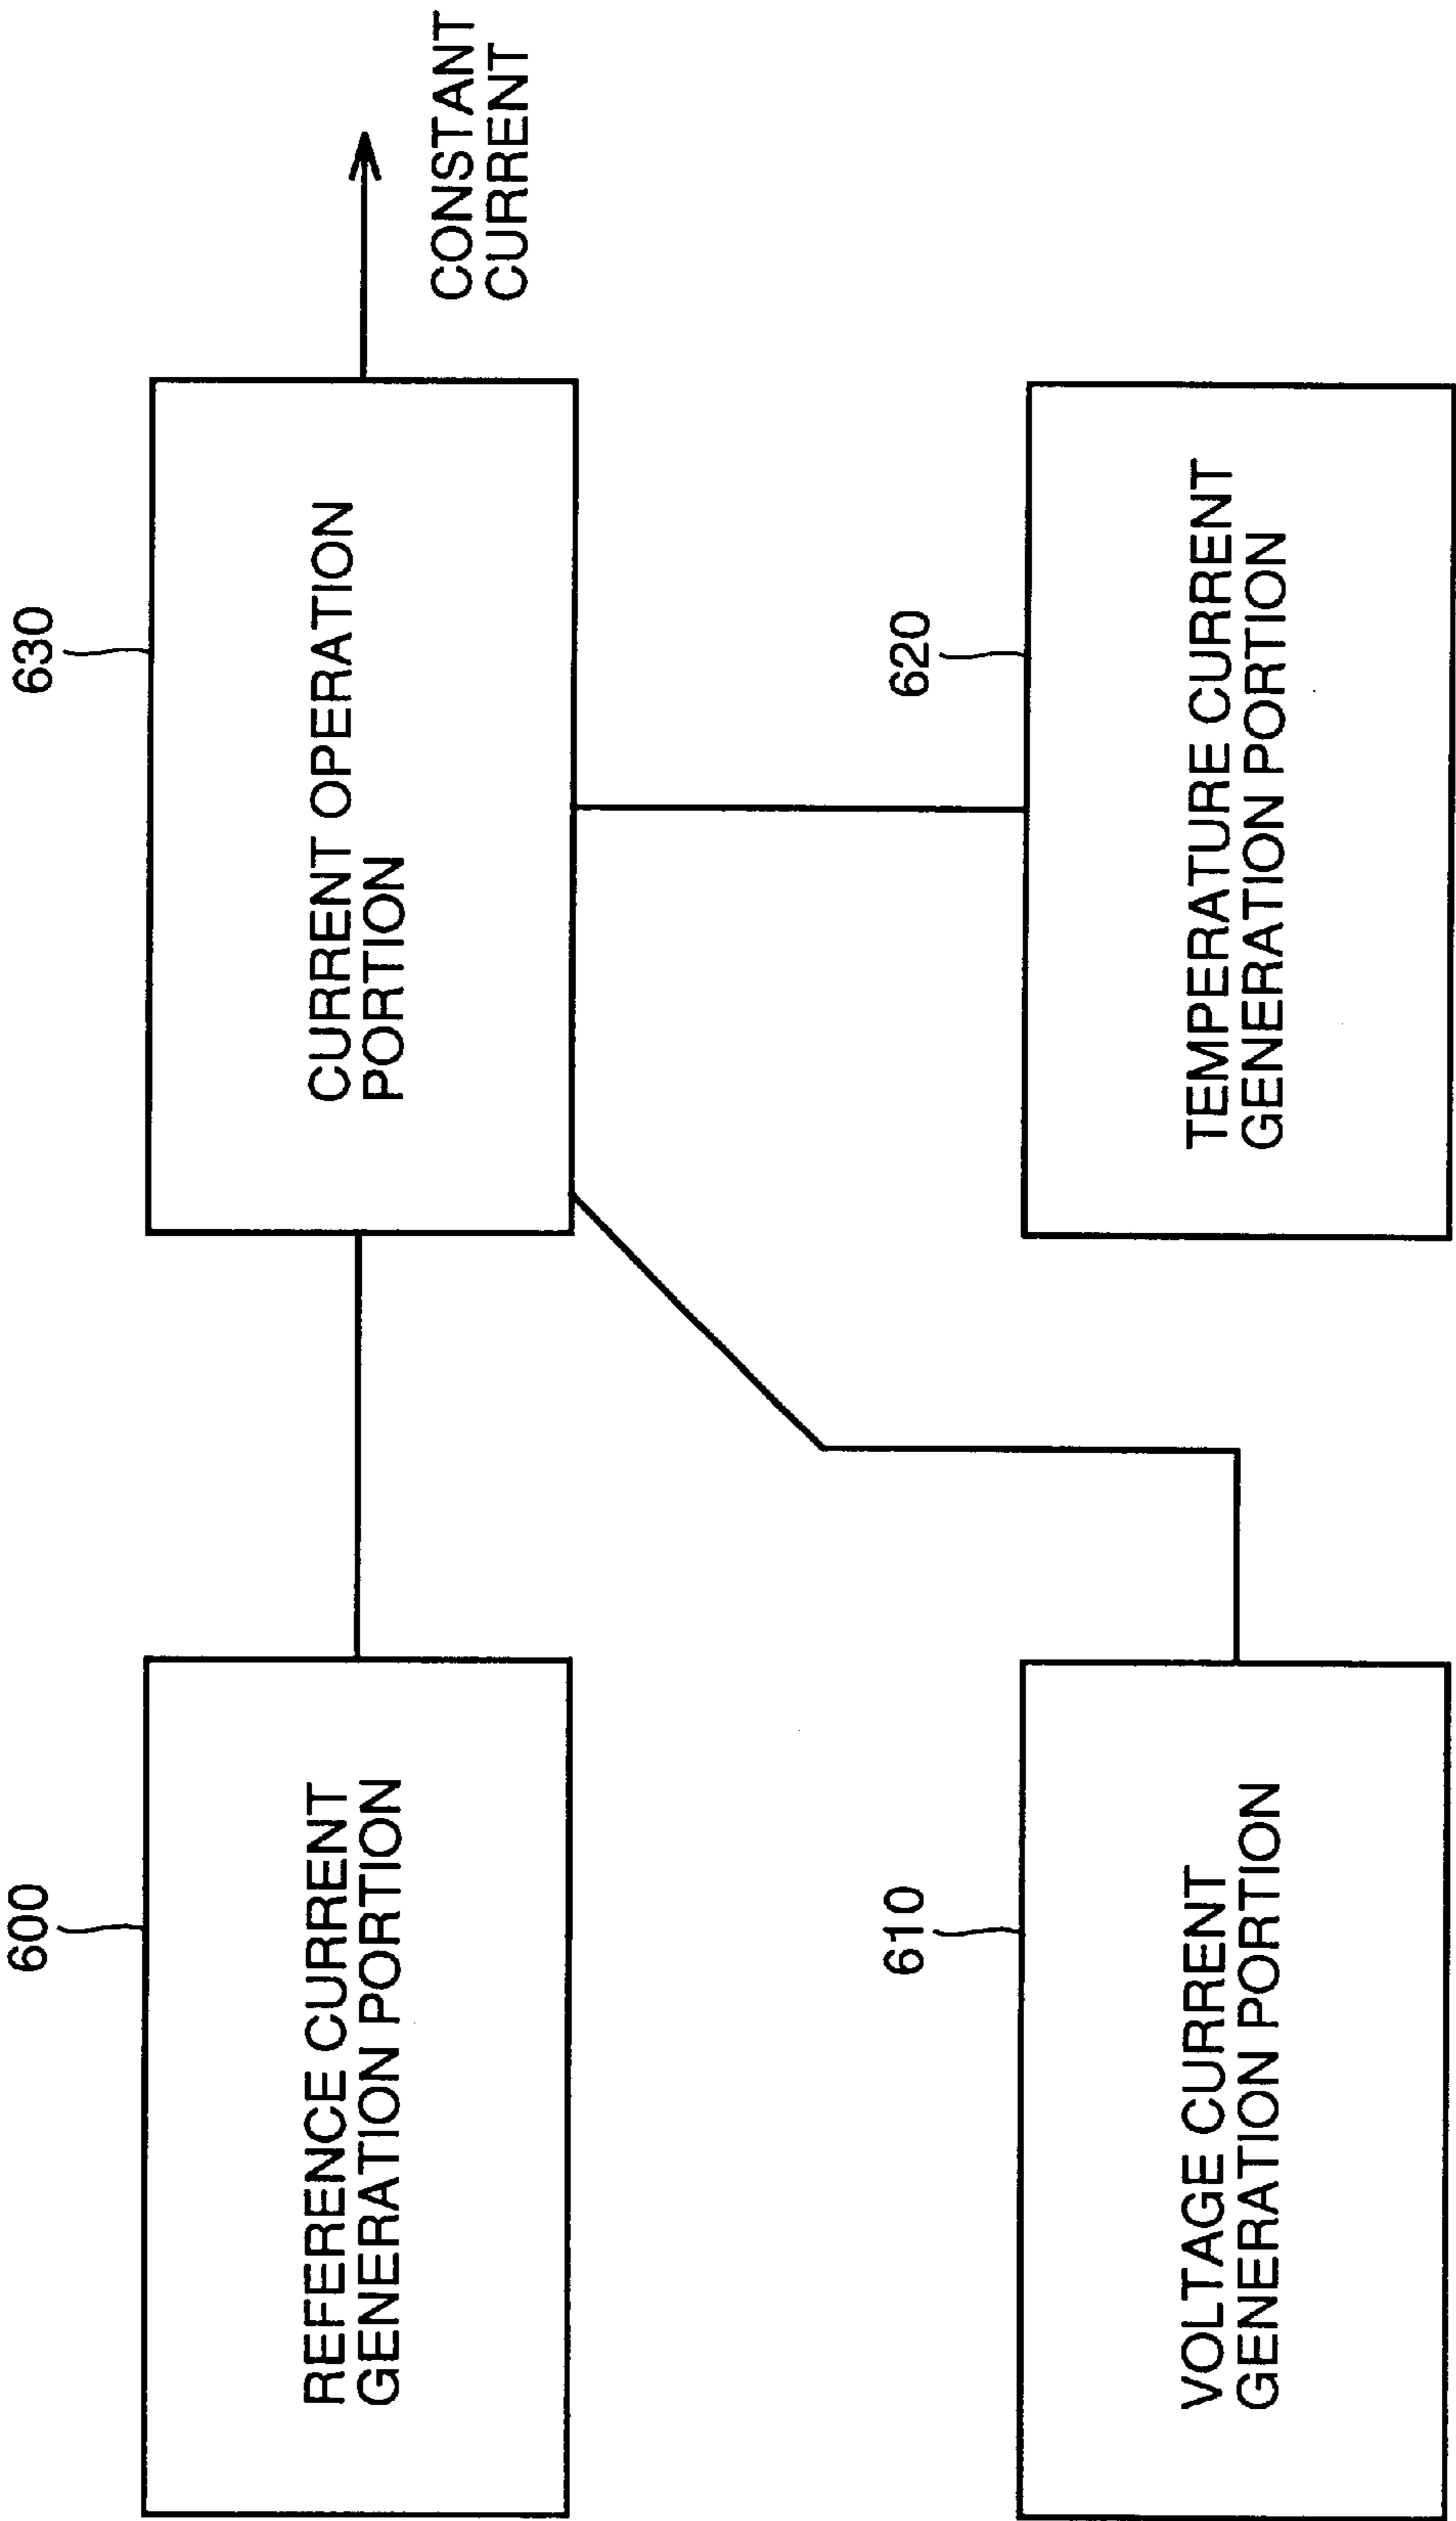 600
REFERENCE CURRENT
GENERATION PORTION
630
CURRENT OPERATION
PORTION
CONSTANT
CURRENT
610
VOLTAGE CURRENT
GENERATION PORTION
620
TEMPERATURE CURRENT
GENERATION PORTION